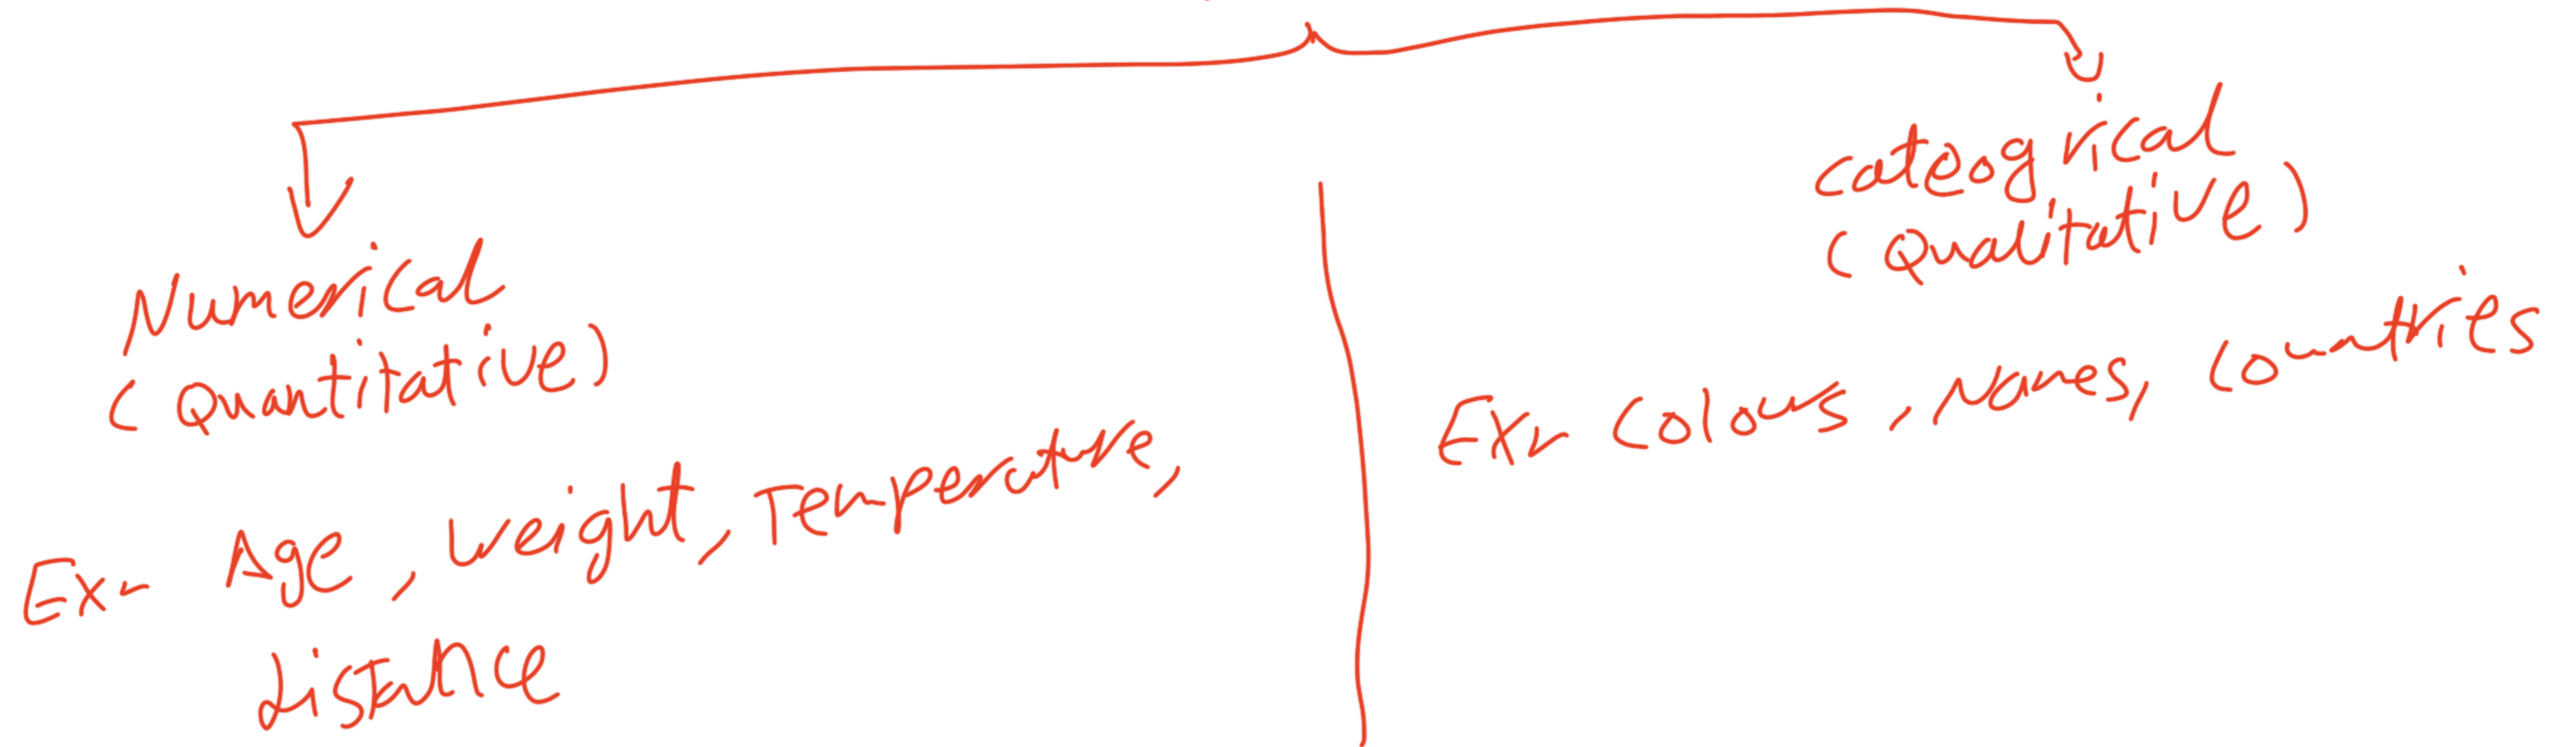 Numerical
(Quantitative)
Ex- Age, Weight, Temperature,
distance
cateogrical
(Qualitative)
Ex- Colours, Names, Countries